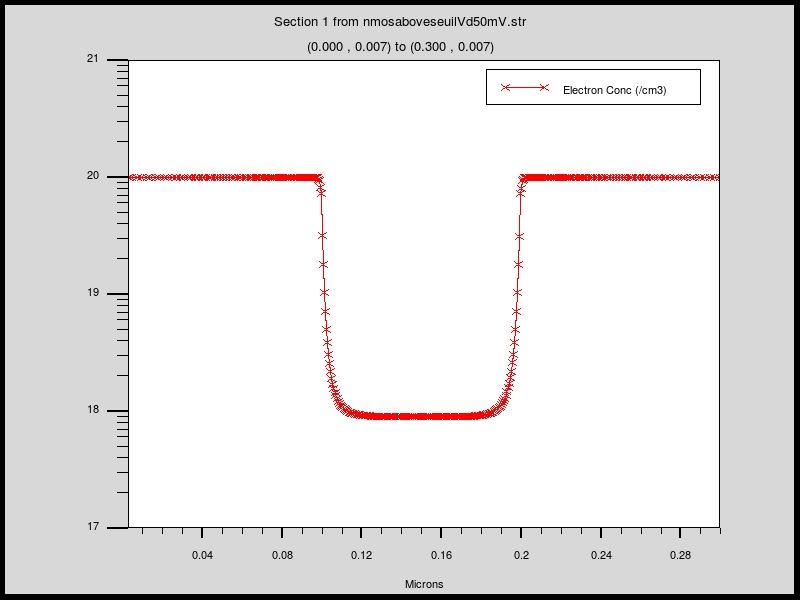 Section 1 from nmosaboveseuilVd50mV.str
(0.000 , 0.007) to (0.300 , 0.007)
Electron Conc (/cm3)
21
20
19
18
17
0.04 0.08 0.12 0.16 0.2 0.24 0.28
Microns